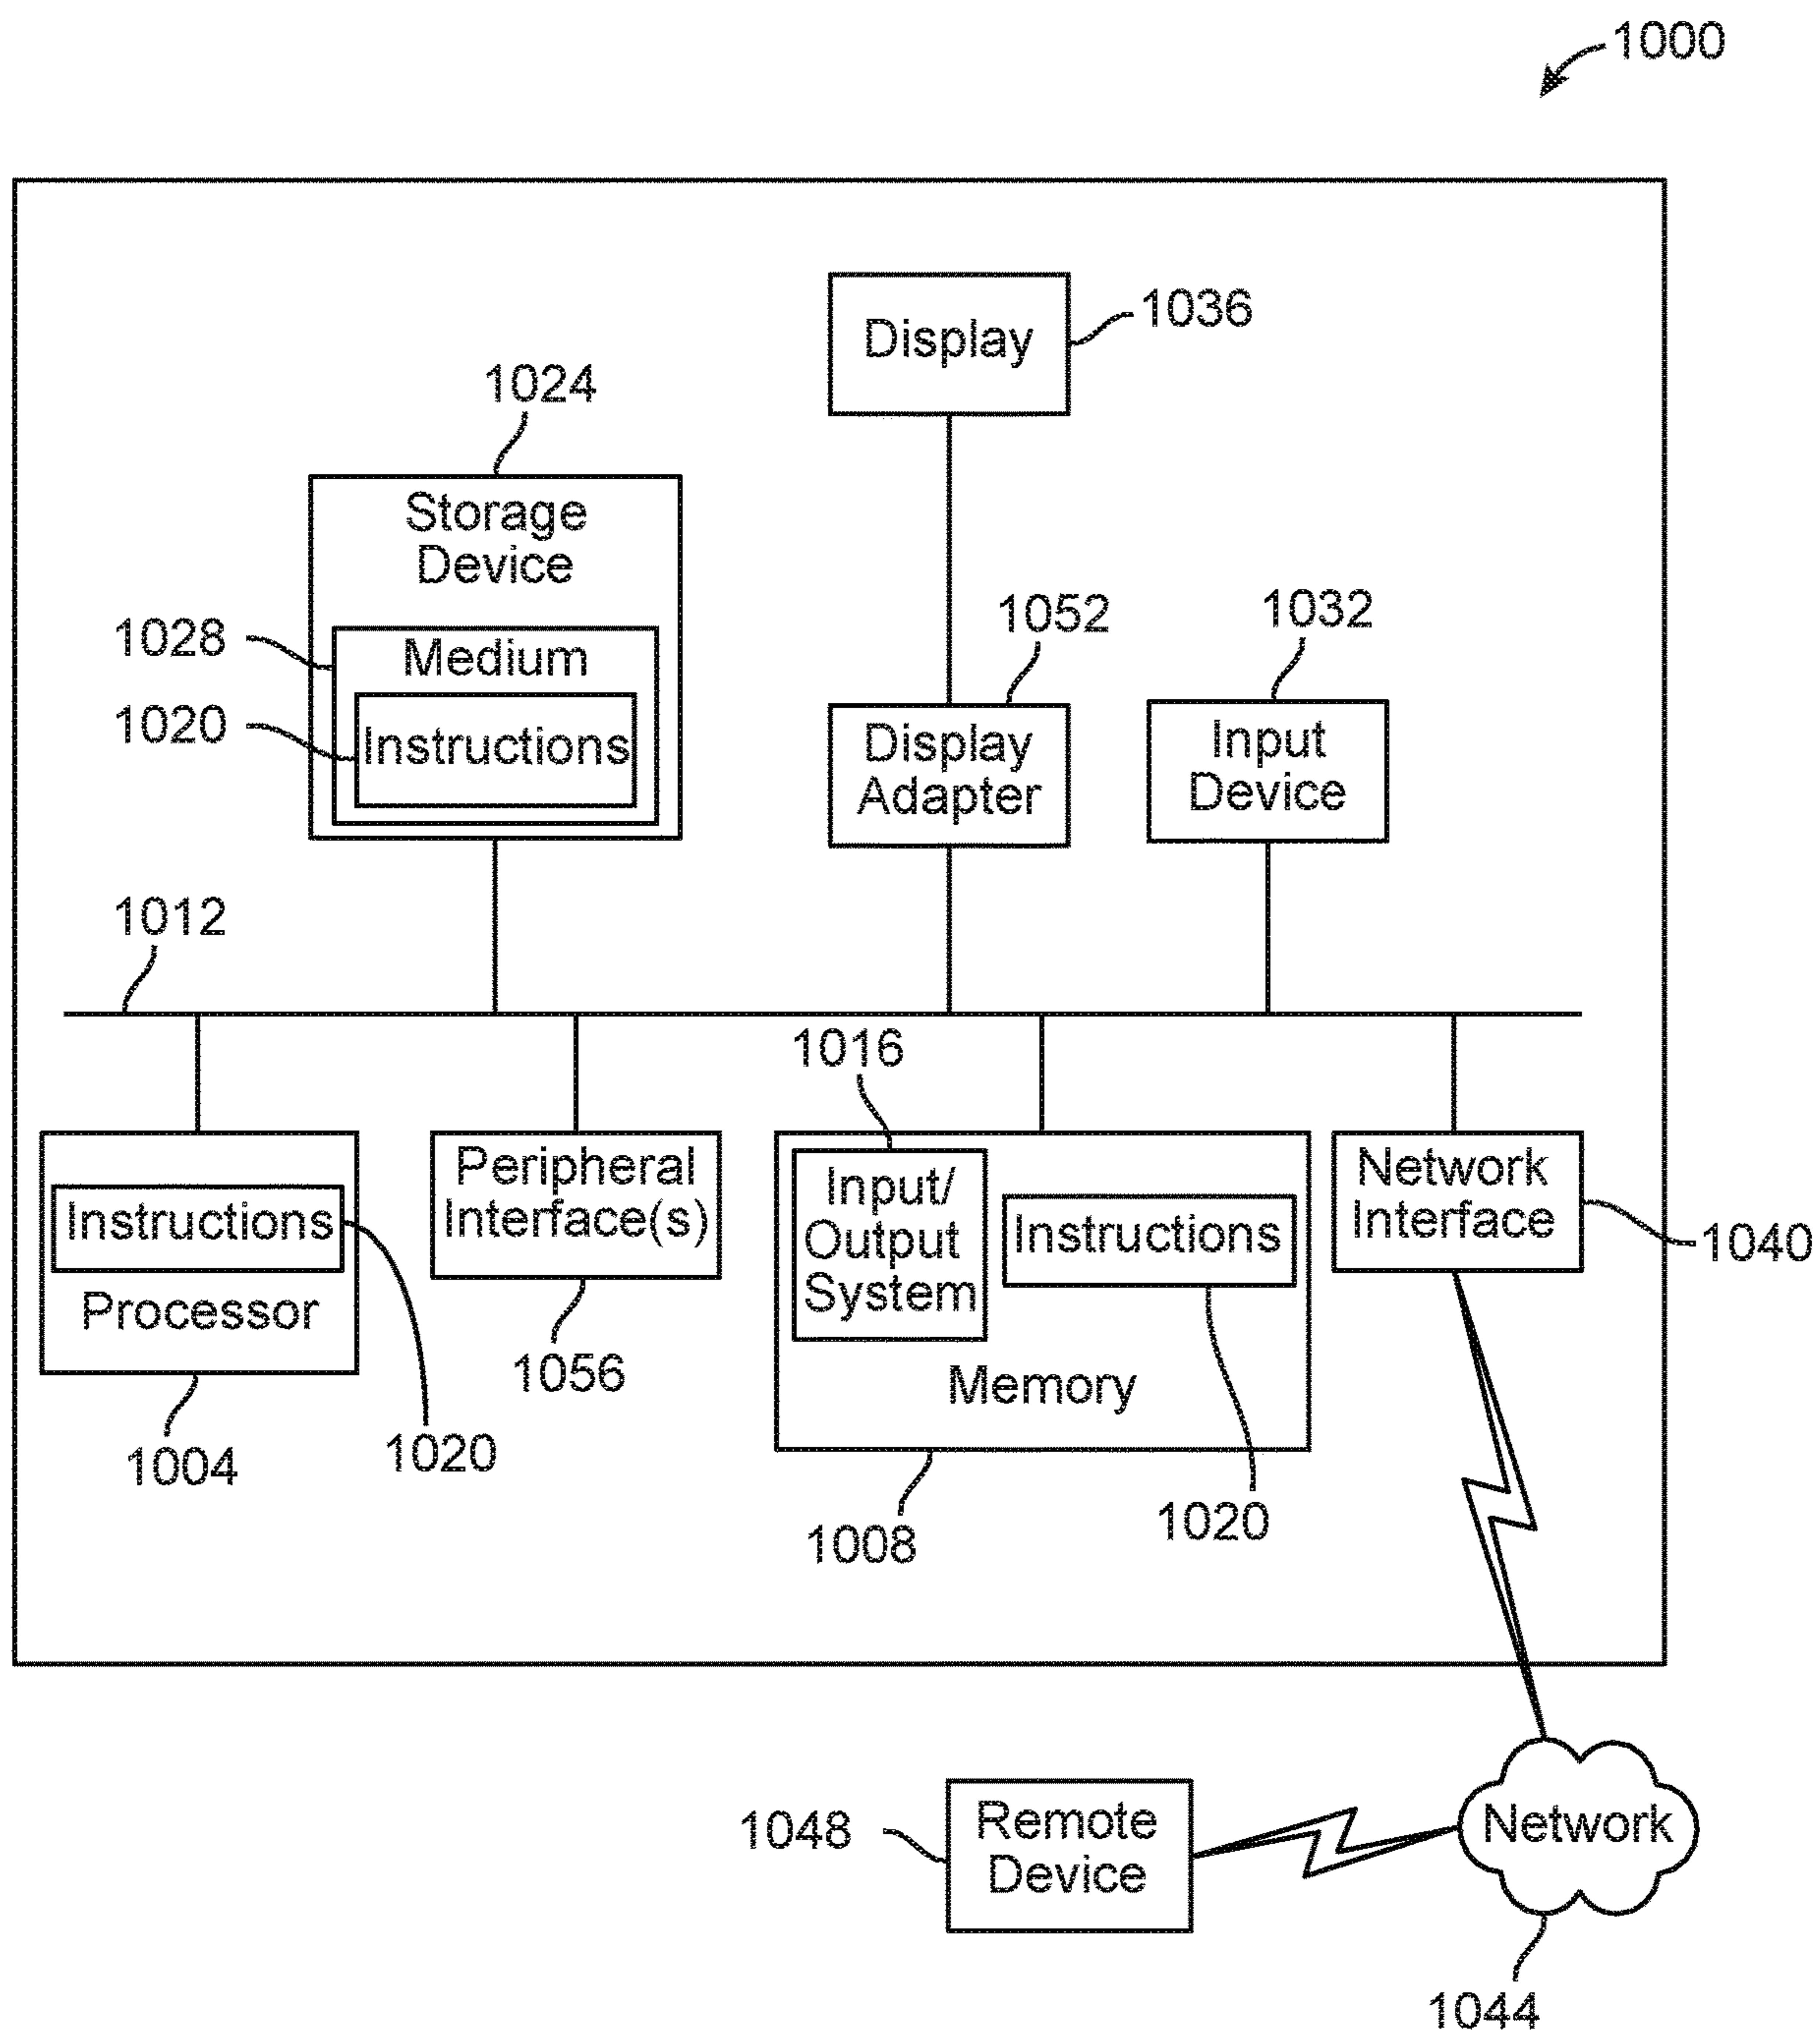 1000
Display
1036
1024
Storage
Device
1028
Medium
1020
Instructions
1052
Display
Adapter
1032
Input
Device
1012
1016
Instructions
Processor
1004
1020
Peripheral
Interface(s)
1056
Input/
Output
System
Instructions
Memory
1008
1020
Network
Interface
1040
1048
Remote
Device
Network
1044